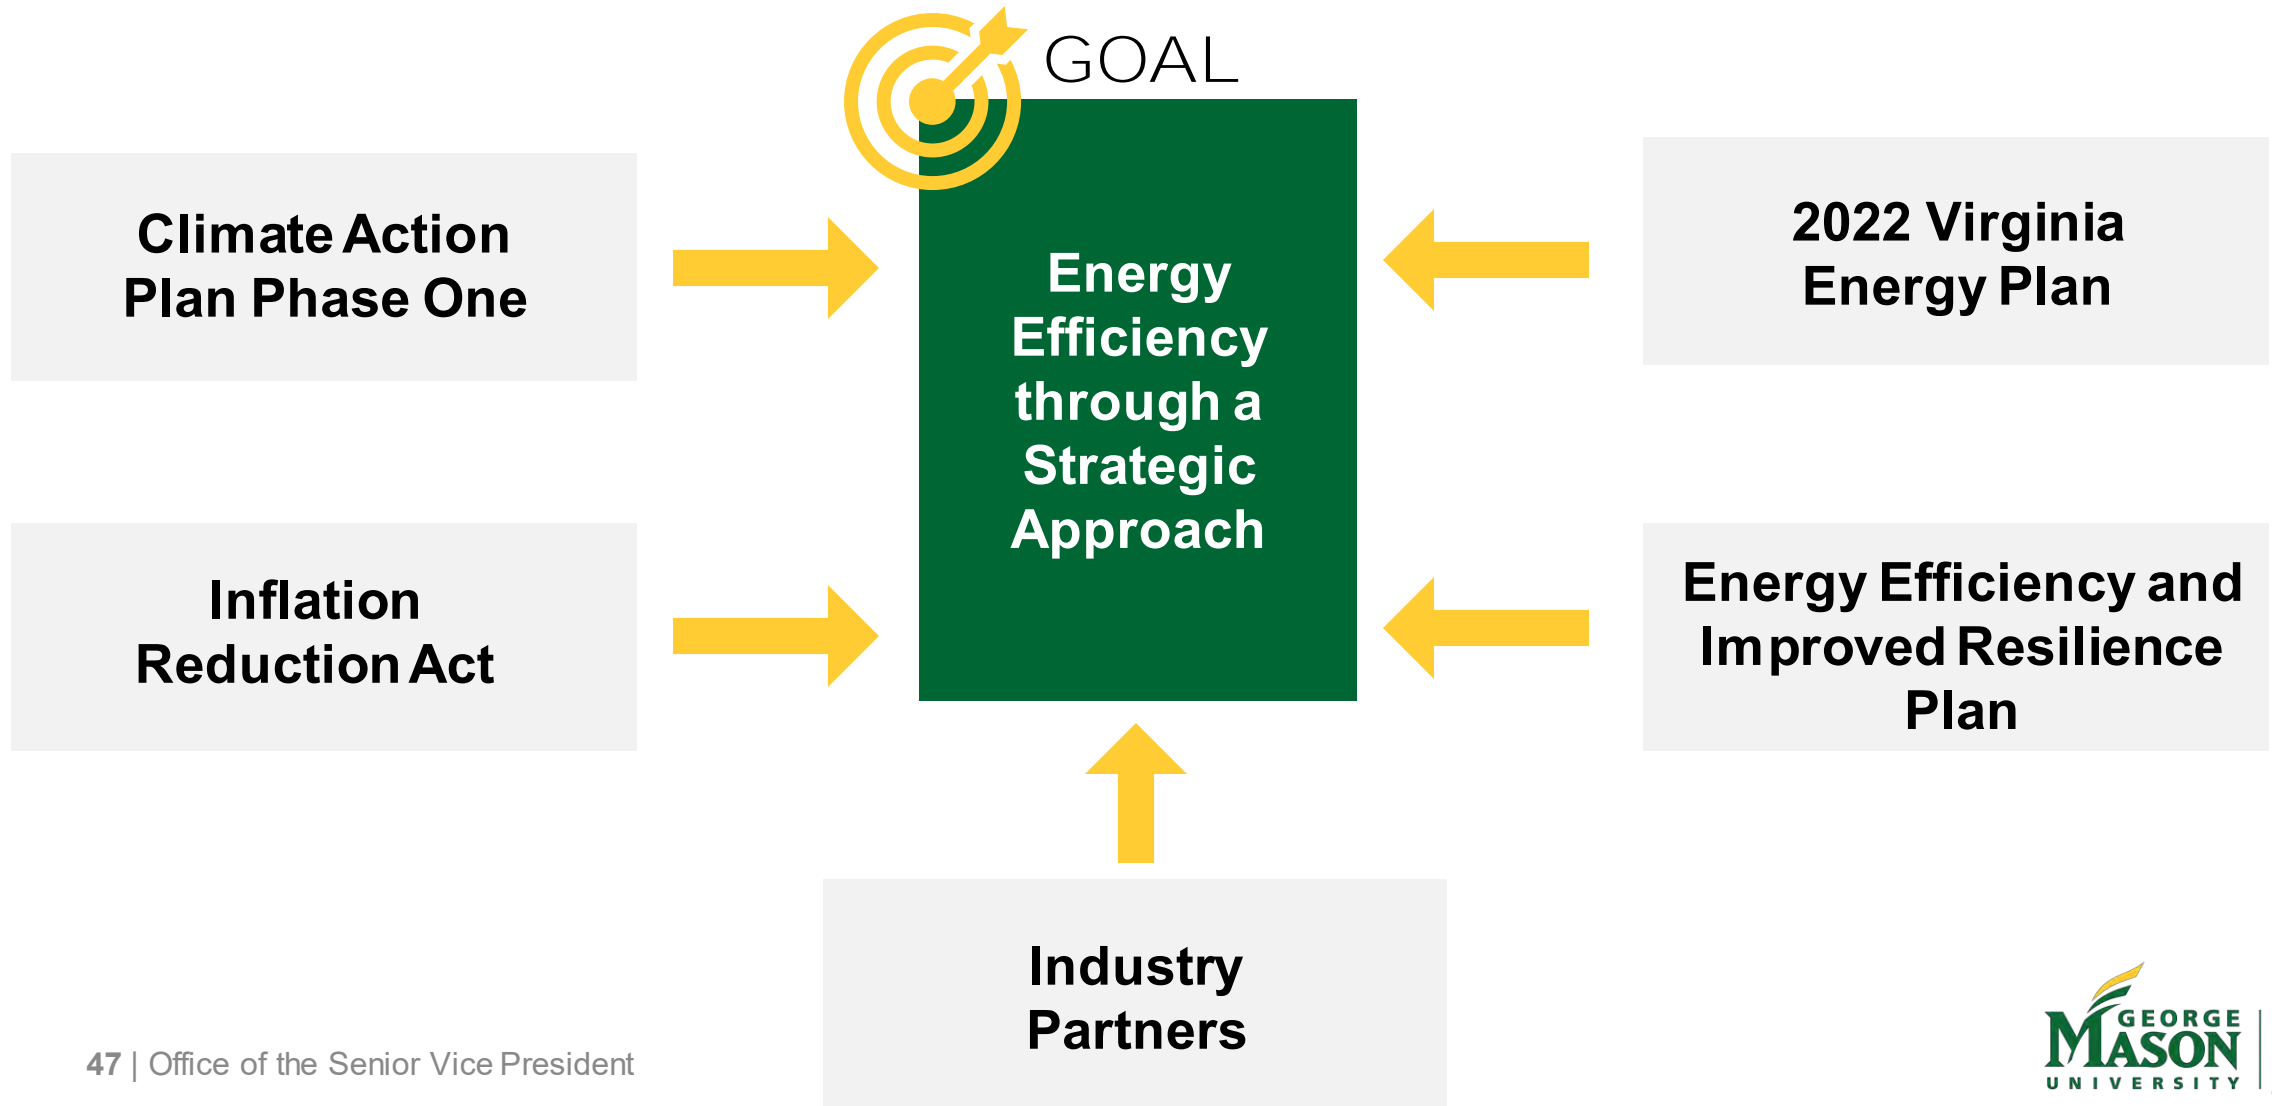 GOAL
Climate Action
Plan Phase One
Inflation
Reduction Act
Energy
Efficiency
through a
Strategic
Approach
2022 Virginia
Energy Plan
Energy Efficiency and
Improved Resilience
Plan
Industry
Partners
47 | Office of the Senior Vice President
GEORGE
MASON
UNIVERSITY